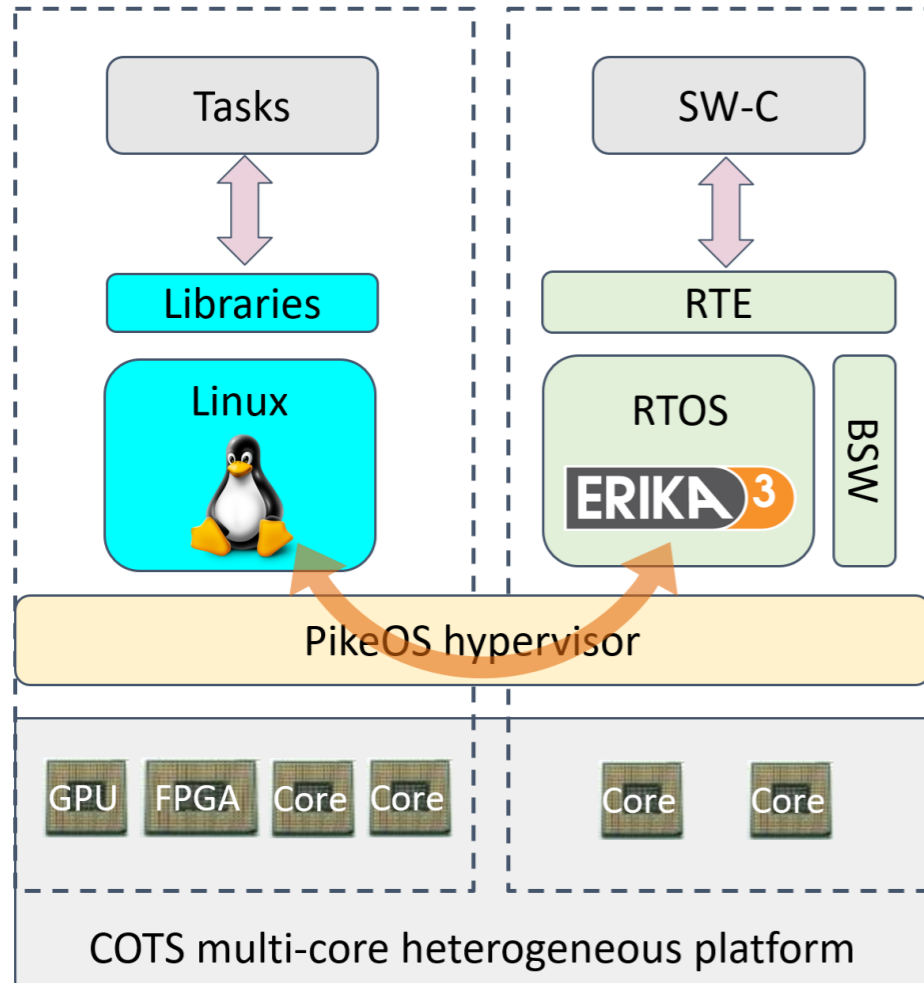 Tasks
SW-C
Libraries
RTE
Linux
RTOS
BSW
ERIKA 3
PikeOS hypervisor
GPU FPGA Core Core Core Core
COTS multi-core heterogeneous platform